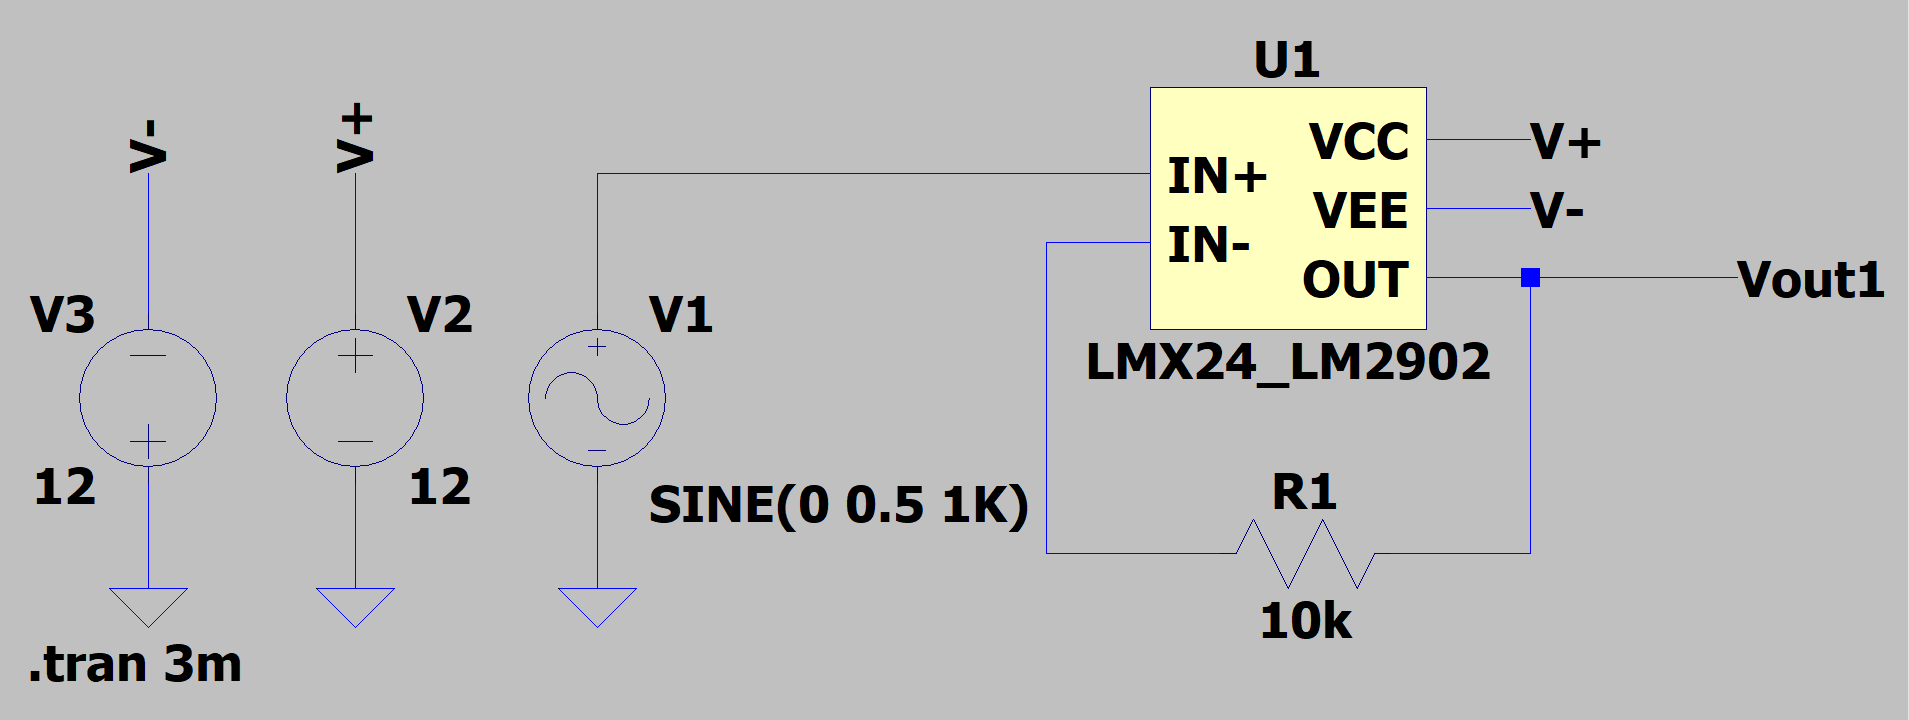 U1
V-
V+
VCC
V+
IN+
VEE
V-
IN-
OUT
Vout1
V3
V2
V1
LMX24_LM2902
12
12
SINE(0 0.5 1K)
R1
10k
.tran 3m